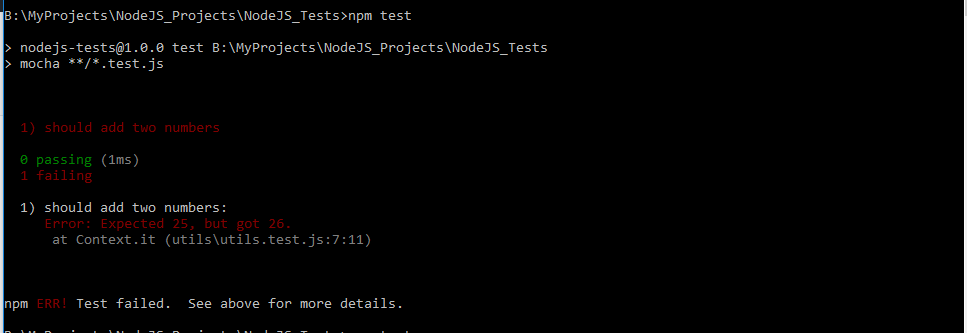 B:\MyProjects\NodeJS_Projects\NodeJS_Tests>npm test
> nodejs-tests@1.0.0 test B:\MyProjects\NodeJS_Projects\NodeJS_Tests
> mocha **/*.test.js
1) should add two numbers
0 passing (1ms)
1 failing
1) should add two numbers:
Error: Expected 25, but got 26.
at Context.it (utils\utils.test.js:7:11)
npm ERR! Test failed.  See above for more details.